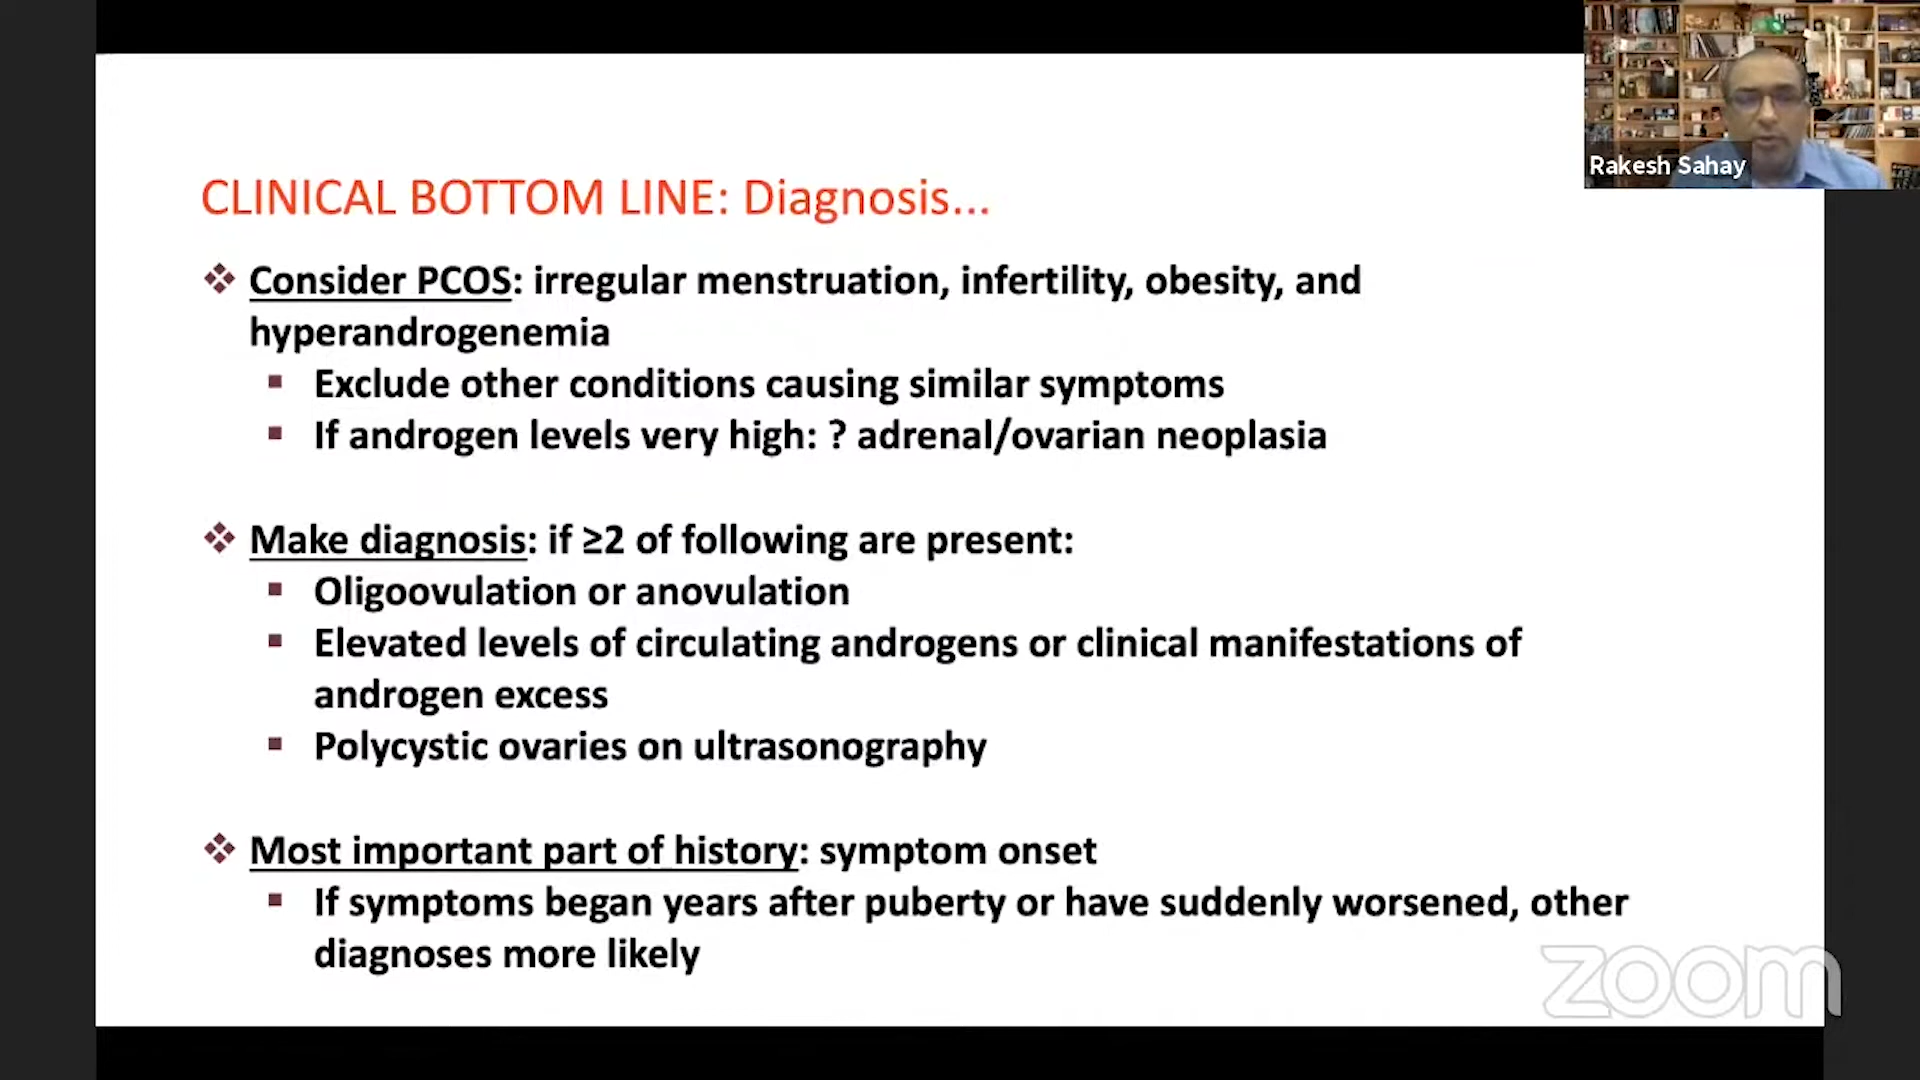 Rakesh Sahay
CLINICAL BOTTOM LINE: Diagnosis...
❖ Consider PCOS: irregular menstruation, infertility, obesity, and
hyperandrogenemia
▪ Exclude other conditions causing similar symptoms
▪ If androgen levels very high: ? adrenal/ovarian neoplasia
❖ Make diagnosis: if ≥2 of following are present:
▪ Oligoovulation or anovulation
▪ Elevated levels of circulating androgens or clinical manifestations of
androgen excess
▪ Polycystic ovaries on ultrasonography
❖ Most important part of history: symptom onset
▪ If symptoms began years after puberty or have suddenly worsened, other
diagnoses more likely
zoom